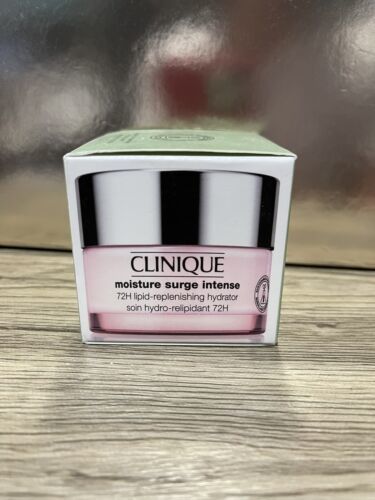 CLINIQUE
moisture surge intense
72H lipid-replenishing hydrator
soin hydro-relipidant 72H